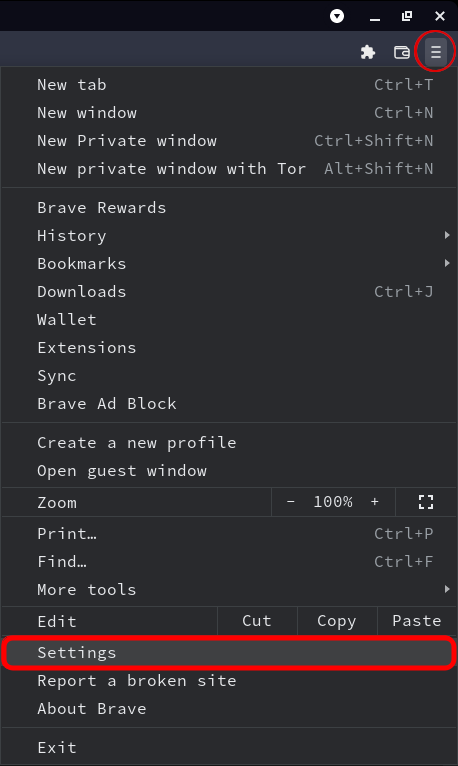 New tab Ctrl+T
New window Ctrl+N
New Private window Ctrl+Shift+N
New private window with Tor Alt+Shift+N
Brave Rewards
History
Bookmarks
Downloads Ctrl+J
Wallet
Extensions
Sync
Brave Ad Block
Create a new profile
Open guest window
Zoom - 100% +
Print… Ctrl+P
Find… Ctrl+F
More tools
Edit Cut Copy Paste
Settings
Report a broken site
About Brave
Exit